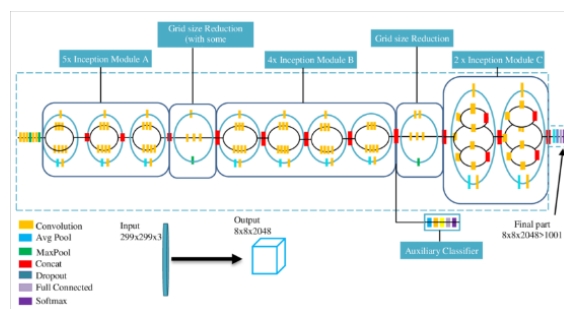 Grid size Reduction
(with some
Grid size Reduction
5x Inception Module A
4x Inception Module B
2 x Inception Module C
Convolution
Avg Pool
MaxPool
Concat
Dropout
Full Connected
Softmax
Input
299x299x3
Output
8x8x2048
Auxiliary Classifier
Final part
8x8x2048>1001